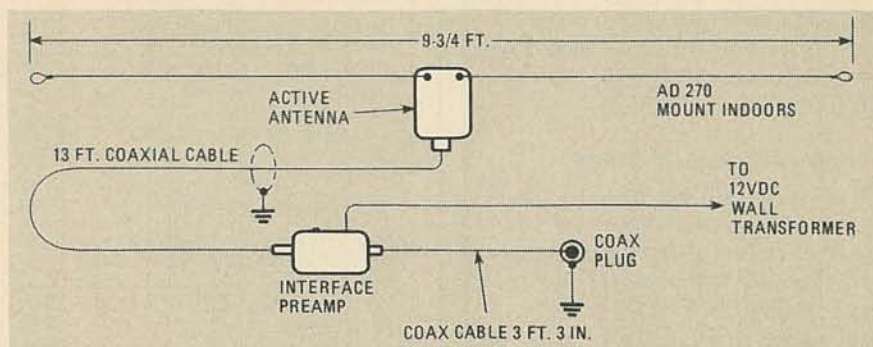 9-3/4 FT.
ACTIVE
ANTENNA
AD 270
MOUNT INDOORS
13 FT. COAXIAL CABLE
TO
12VDC
WALL
TRANSFORMER
INTERFACE
PREAMP
COAX
PLUG
COAX CABLE 3 FT. 3 IN.